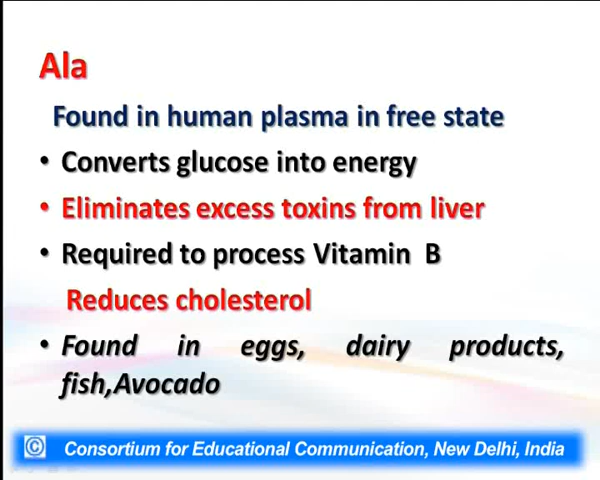 Ala
Found in human plasma in free state
• Converts glucose into energy
• Eliminates excess toxins from liver
• Required to process Vitamin B
Reduces cholesterol
• Found in eggs, dairy products,
fish,Avocado
© Consortium for Educational Communication, New Delhi, India